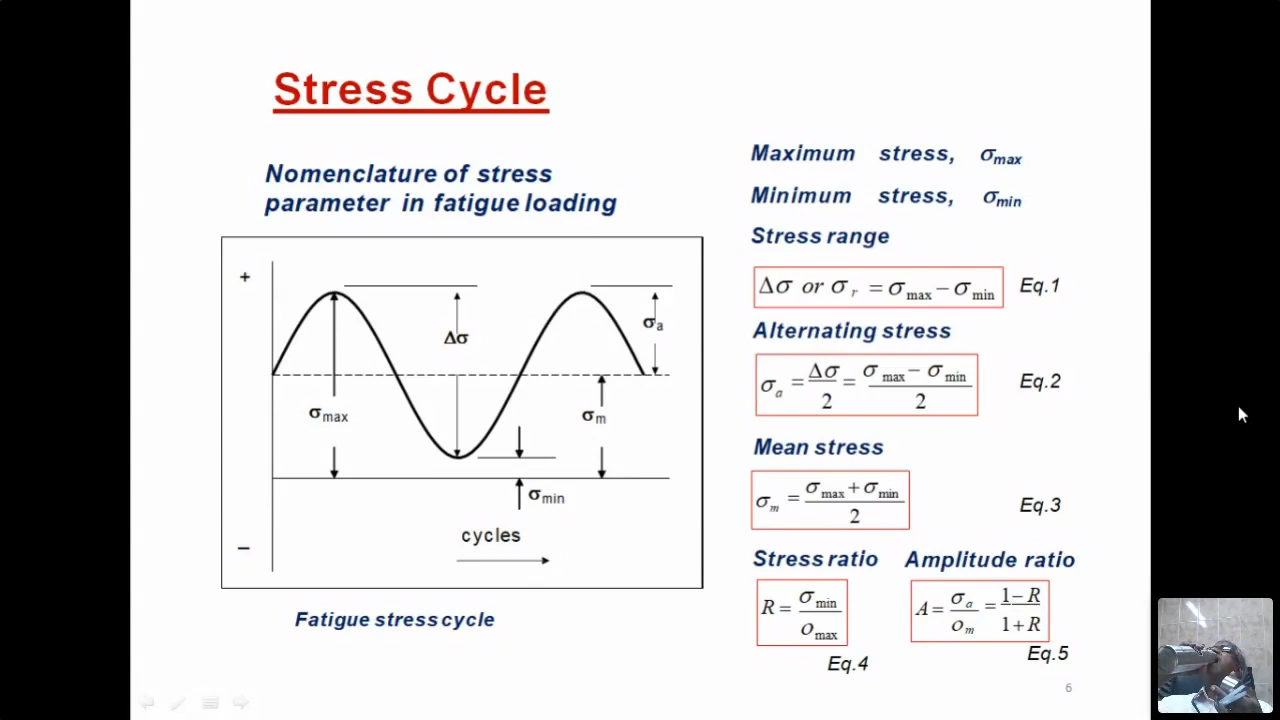 Stress Cycle
Nomenclature of stress
parameter in fatigue loading
+
Δσ
σa
σmax
σm
σmin
cycles
–
Fatigue stress cycle
Maximum stress, σmax
Minimum stress, σmin
Stress range
Δσ or σr = σmax − σmin Eq.1
Alternating stress
σa = Δσ/2 = (σmax − σmin)/2 Eq.2
Mean stress
σm = (σmax + σmin)/2 Eq.3
Stress ratio Amplitude ratio
R = σmin/σmax A = σa/σm = (1 − R)/(1 + R)
Eq.4 Eq.5
6